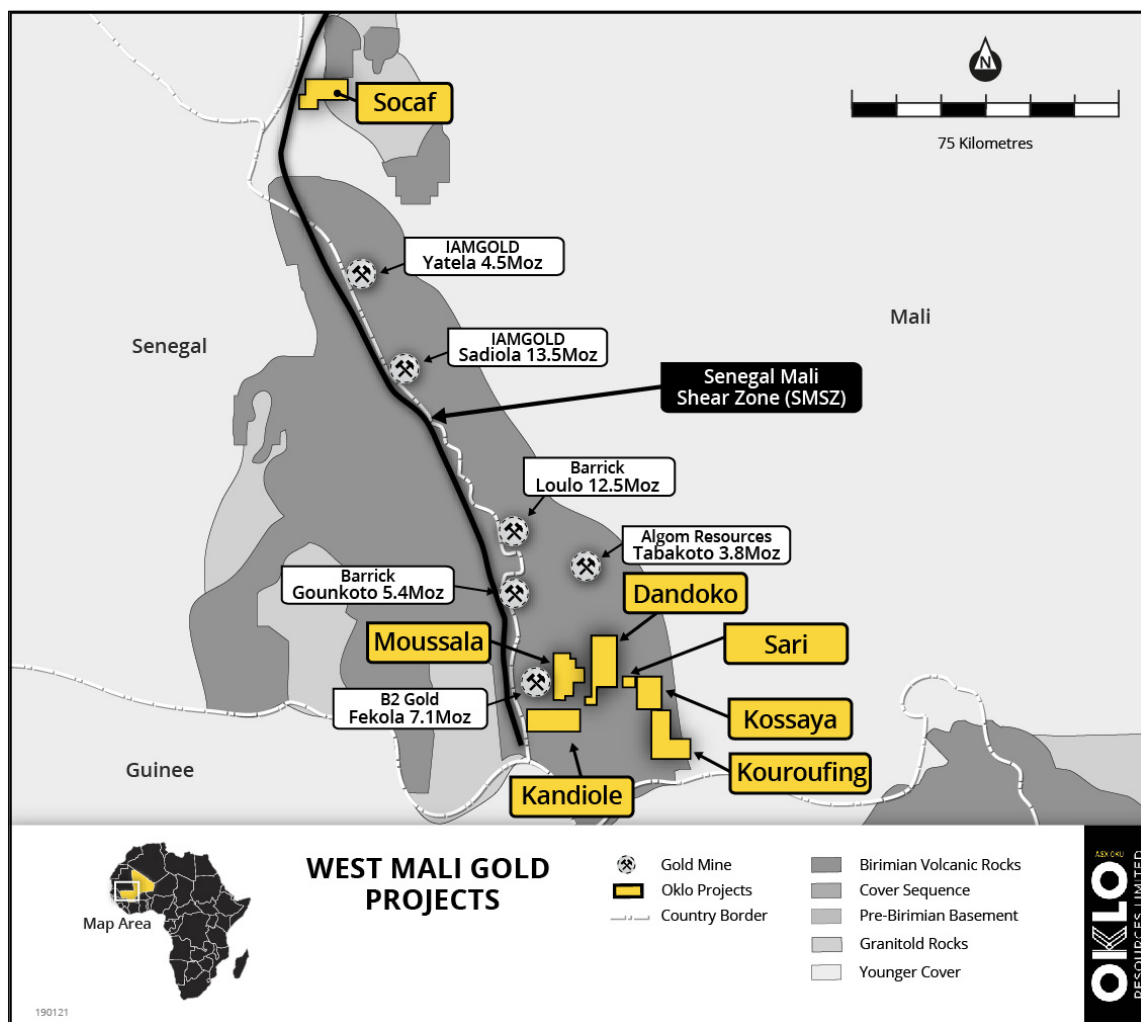 N
Socaf
75 Kilometres
IAMGOLD
Yatela 4.5Moz
Senegal
Mali
IAMGOLD
Sadiola 13.5Moz
Senegal Mali
Shear Zone (SMSZ)
Barrick
Loulo 12.5Moz
Algom Resources
Tabakoto 3.8Moz
Barrick
Gounkoto 5.4Moz
Dandoko
Moussala
Sari
B2 Gold
Fekola 7.1Moz
Kossaya
Guinee
Kouroufing
Kandiole
Map Area
WEST MALI GOLD
PROJECTS
Gold Mine
Oklo Projects
Country Border
Birimian Volcanic Rocks
Cover Sequence
Pre-Birimian Basement
Granitold Rocks
Younger Cover
ASX OKU
OKLO
RESOURCES LIMITED
190121